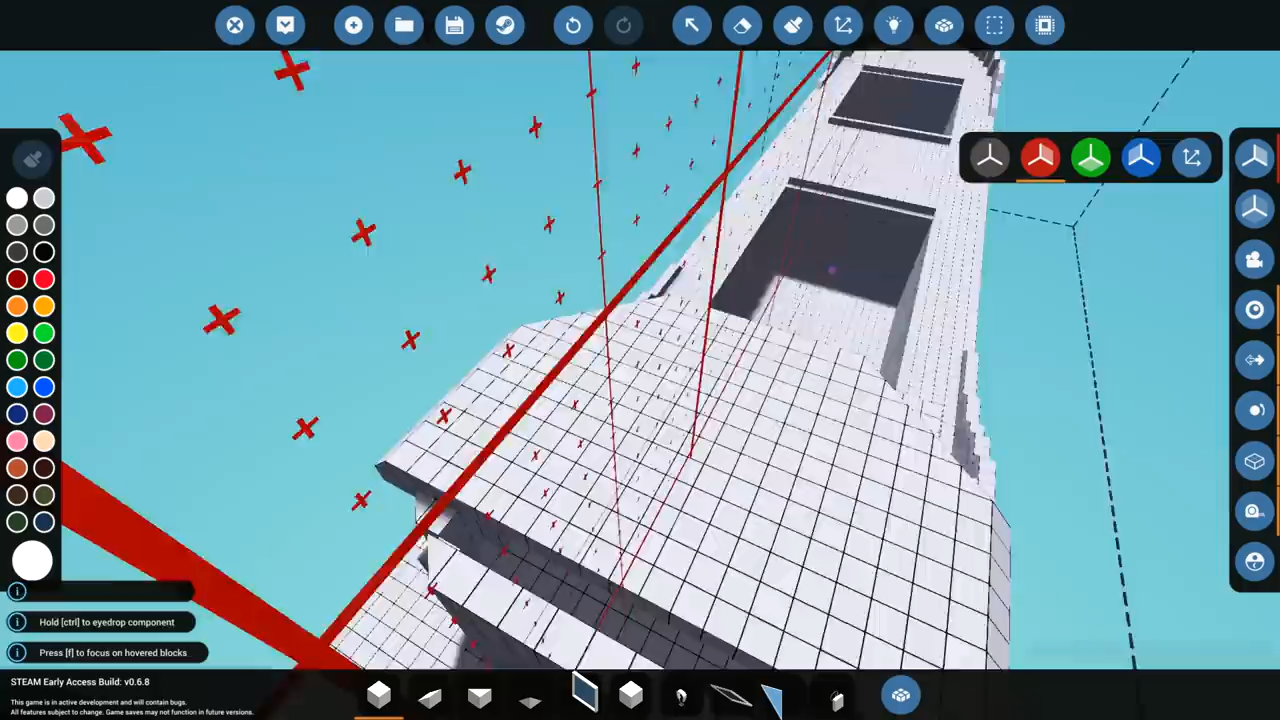 Hold [ctrl] to eyedrop component
Press [f] to focus on hovered blocks
STEAM Early Access Build: v0.6.8
This game is in active development and will contain bugs.
All features subject to change. Game saves may not function in future versions.